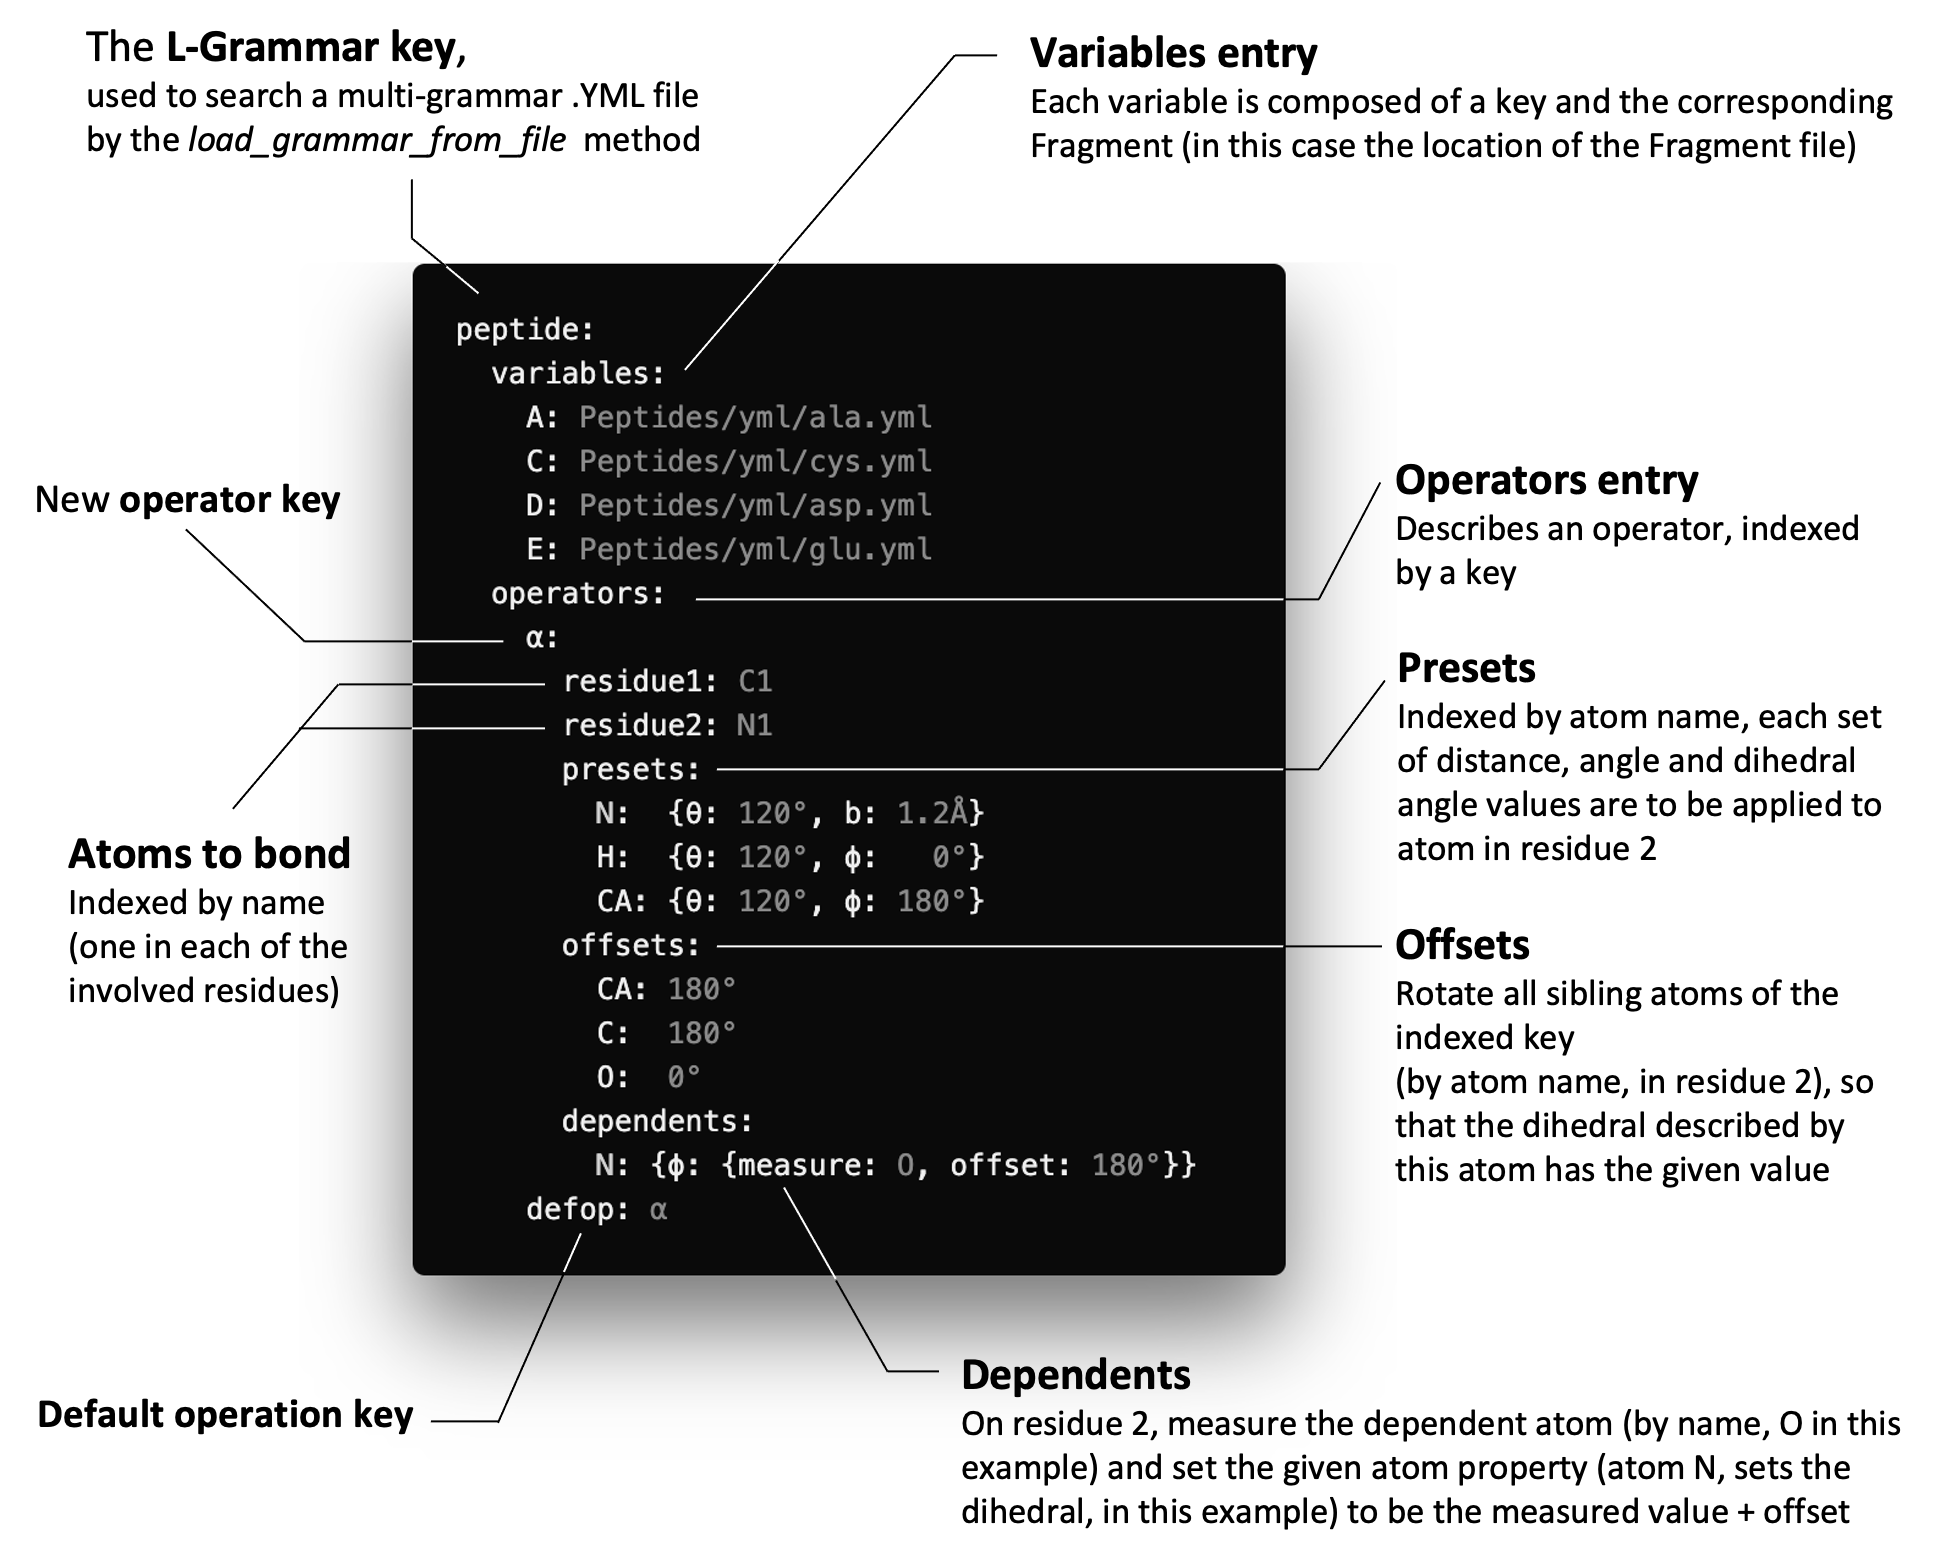 The L-Grammar key,
used to search a multi-grammar .YML file
by the load_grammar_from_file method
Variables entry
Each variable is composed of a key and the corresponding
Fragment (in this case the location of the Fragment file)
peptide:
variables:
A: Peptides/yml/ala.yml
C: Peptides/yml/cys.yml
D: Peptides/yml/asp.yml
E: Peptides/yml/glu.yml
operators:
α:
residue1: C1
residue2: N1
presets:
N: {θ: 120°, b: 1.2Å}
H: {θ: 120°, ϕ: 0°}
CA: {θ: 120°, ϕ: 180°}
offsets:
CA: 180°
C: 180°
O: 0°
dependents:
N: {ϕ: {measure: O, offset: 180°}}
defop: α
New operator key
Atoms to bond
Indexed by name
(one in each of the
involved residues)
Default operation key
Operators entry
Describes an operator, indexed
by a key
Presets
Indexed by atom name, each set
of distance, angle and dihedral
angle values are to be applied to
atom in residue 2
Offsets
Rotate all sibling atoms of the
indexed key
(by atom name, in residue 2), so
that the dihedral described by
this atom has the given value
Dependents
On residue 2, measure the dependent atom (by name, O in this
example) and set the given atom property (atom N, sets the
dihedral, in this example) to be the measured value + offset